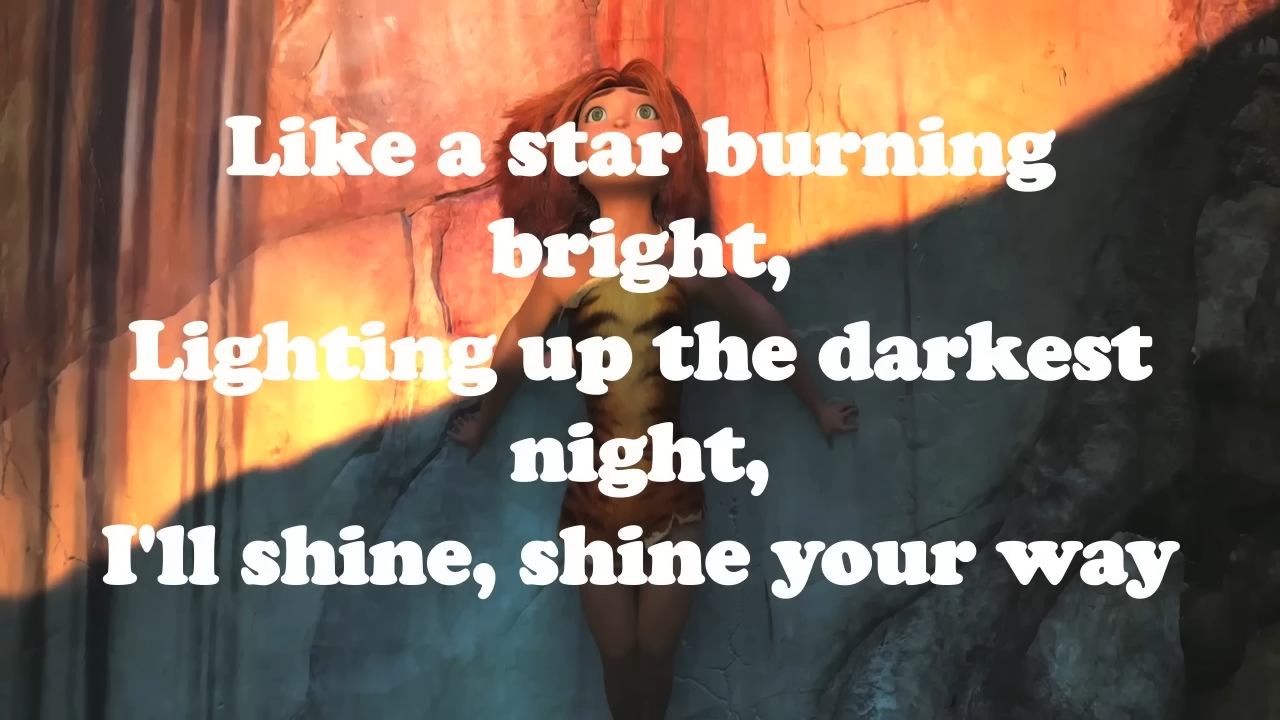 Like a star burning
bright,
Lighting up the darkest
night,
I'll shine, shine your way